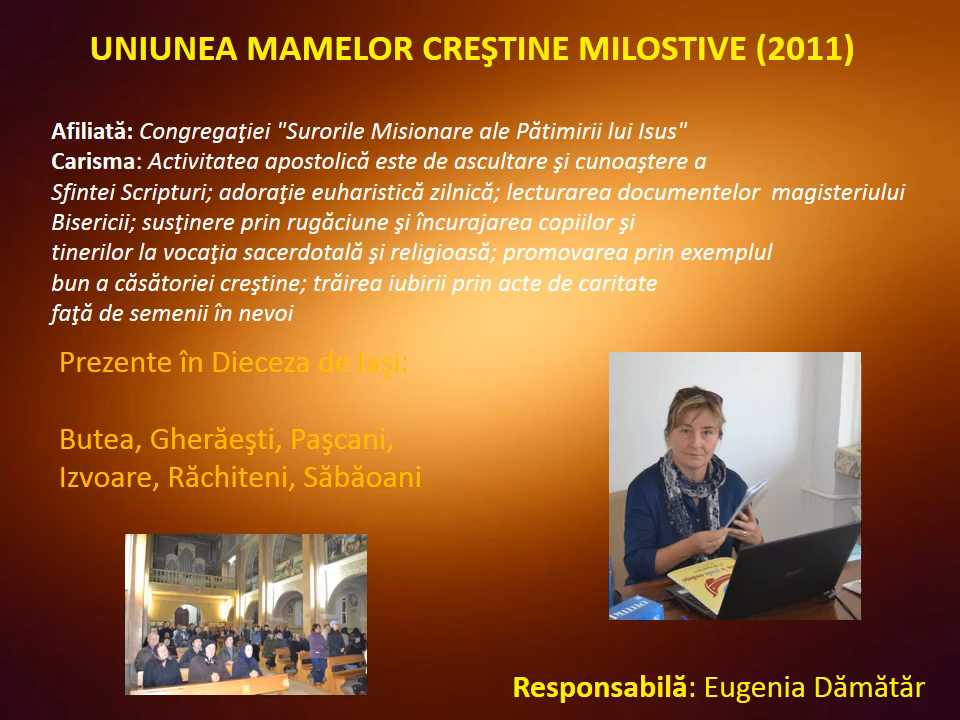 UNIUNEA MAMELOR CREŞTINE MILOSTIVE (2011)
Afiliată: Congregaţiei "Surorile Misionare ale Pătimirii lui Isus"
Carisma: Activitatea apostolică este de ascultare şi cunoaştere a
Sfintei Scripturi; adoraţie euharistică zilnică; lecturarea documentelor magisteriului
Bisericii; susţinere prin rugăciune şi încurajarea copiilor şi
tinerilor la vocaţia sacerdotală şi religioasă; promovarea prin exemplul
bun a căsătoriei creştine; trăirea iubirii prin acte de caritate
faţă de semenii în nevoi
Prezente în Dieceza de Iaşi:
Butea, Gherăeşti, Paşcani,
Izvoare, Răchiteni, Săbăoani
Responsabilă: Eugenia Dămătăr